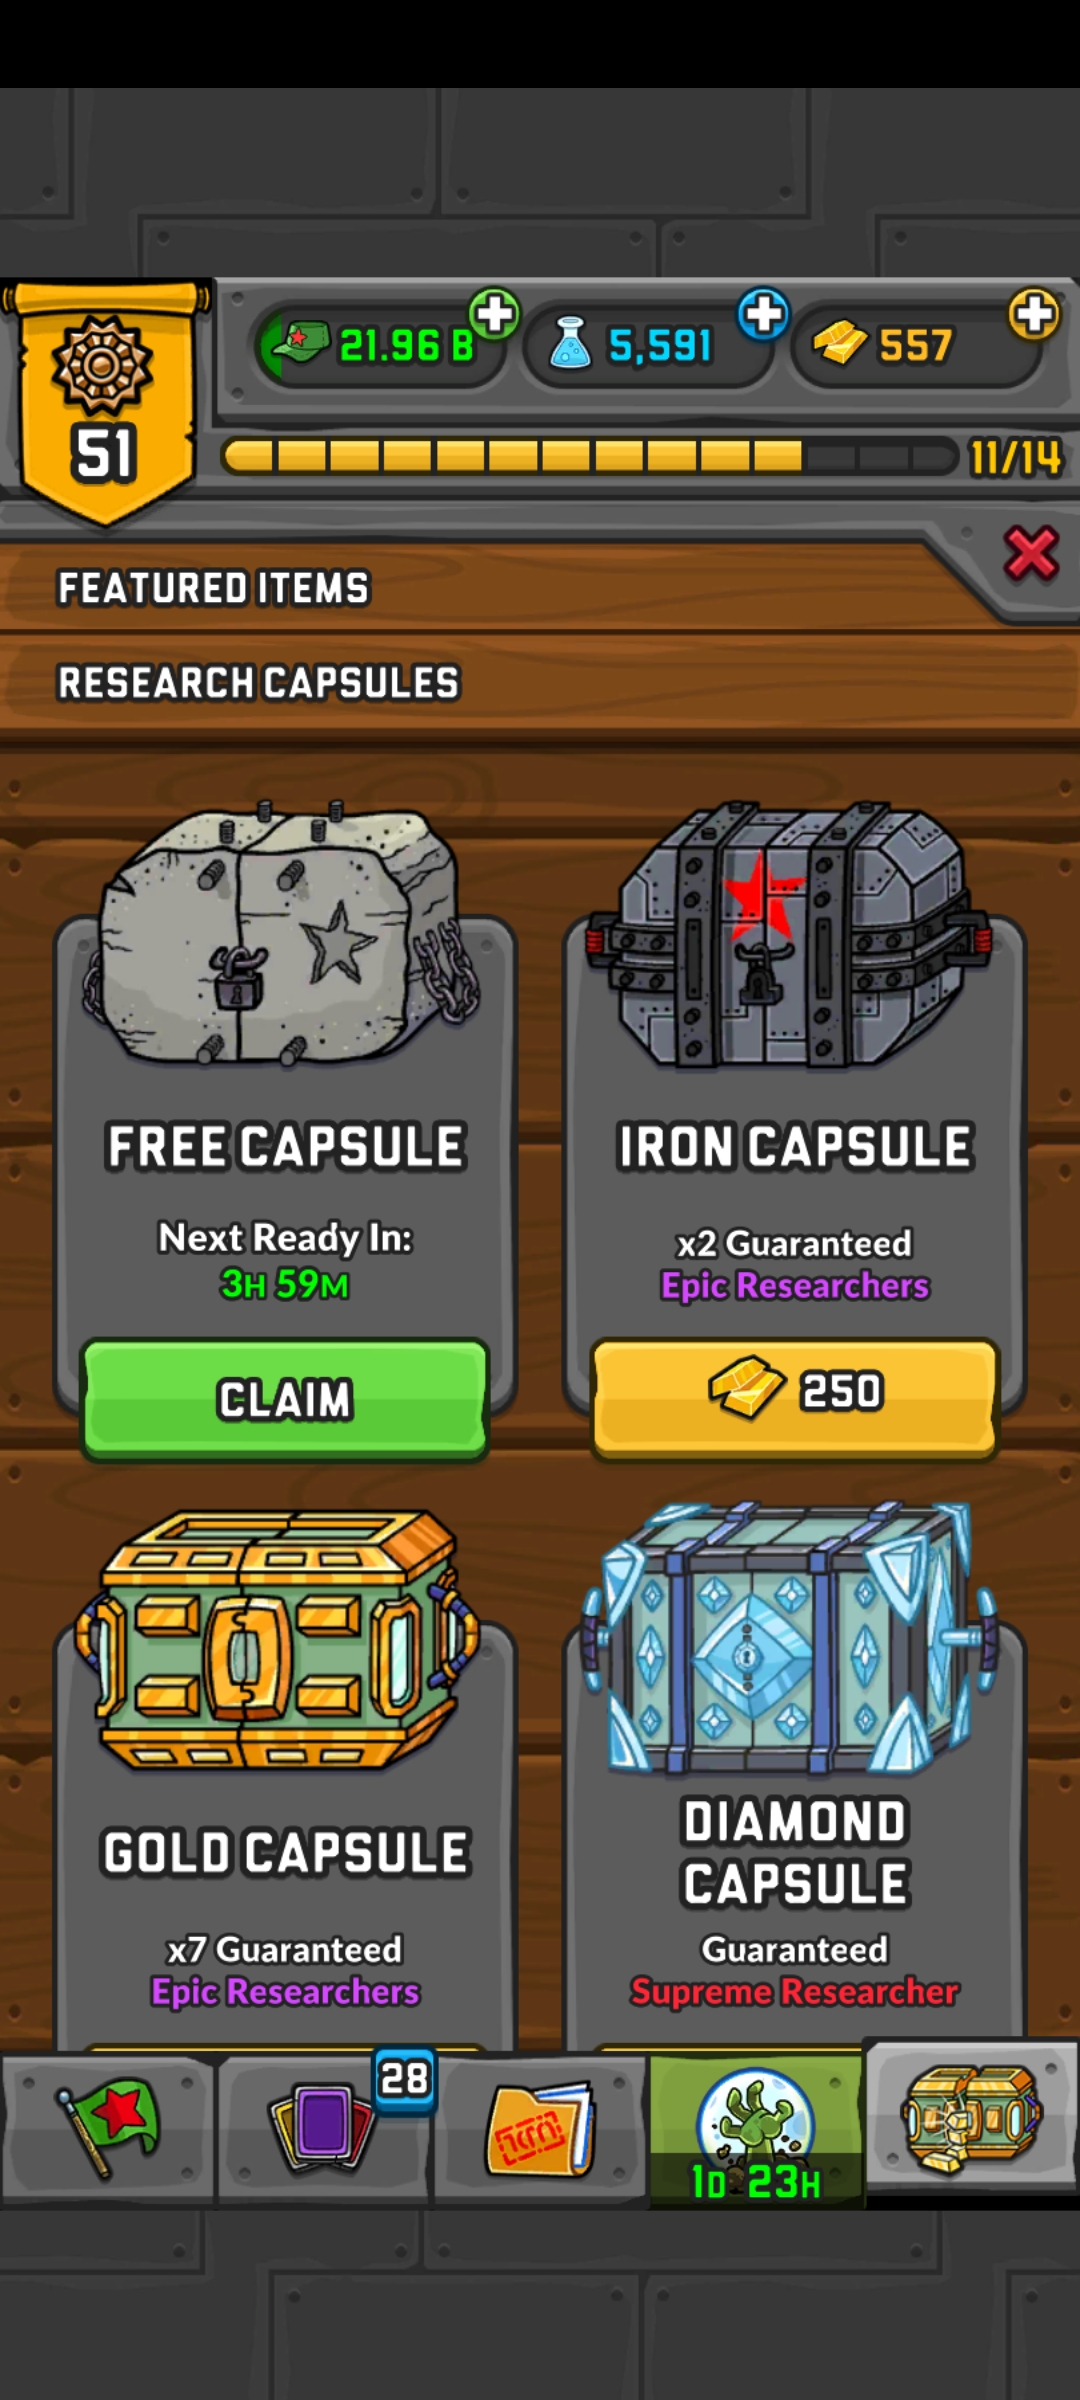 21.96 B
5,591
557
51
11/14
FEATURED ITEMS
RESEARCH CAPSULES
FREE CAPSULE
Next Ready In:
3H 59M
CLAIM
IRON CAPSULE
x2 Guaranteed
Epic Researchers
250
GOLD CAPSULE
x7 Guaranteed
Epic Researchers
DIAMOND
CAPSULE
Guaranteed
Supreme Researcher
28
1D 23H